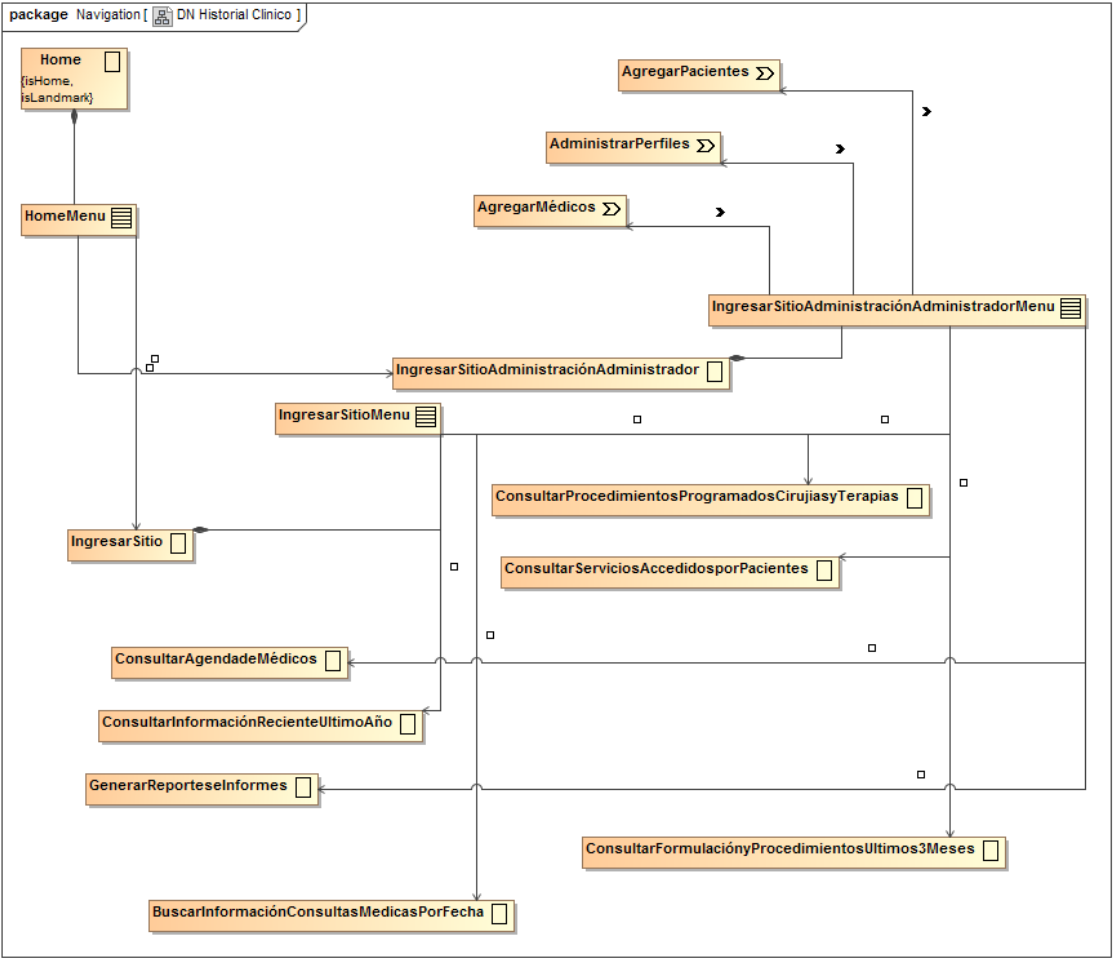 package Navigation [ DN Historial Clinico ]
Home
{isHome,
isLandmark}
AgregarPacientes
AdministrarPerfiles
AgregarMédicos
HomeMenu
IngresarSitioAdministraciónAdministradorMenu
IngresarSitioAdministraciónAdministrador
IngresarSitioMenu
ConsultarProcedimientosProgramadosCirujiasyTerapias
IngresarSitio
ConsultarServiciosAccedidosporPacientes
ConsultarAgendadeMédicos
ConsultarInformaciónRecienteUltimoAño
GenerarReporteseInformes
ConsultarFormulaciónyProcedimientosUltimos3Meses
BuscarInformaciónConsultasMedicasPorFecha